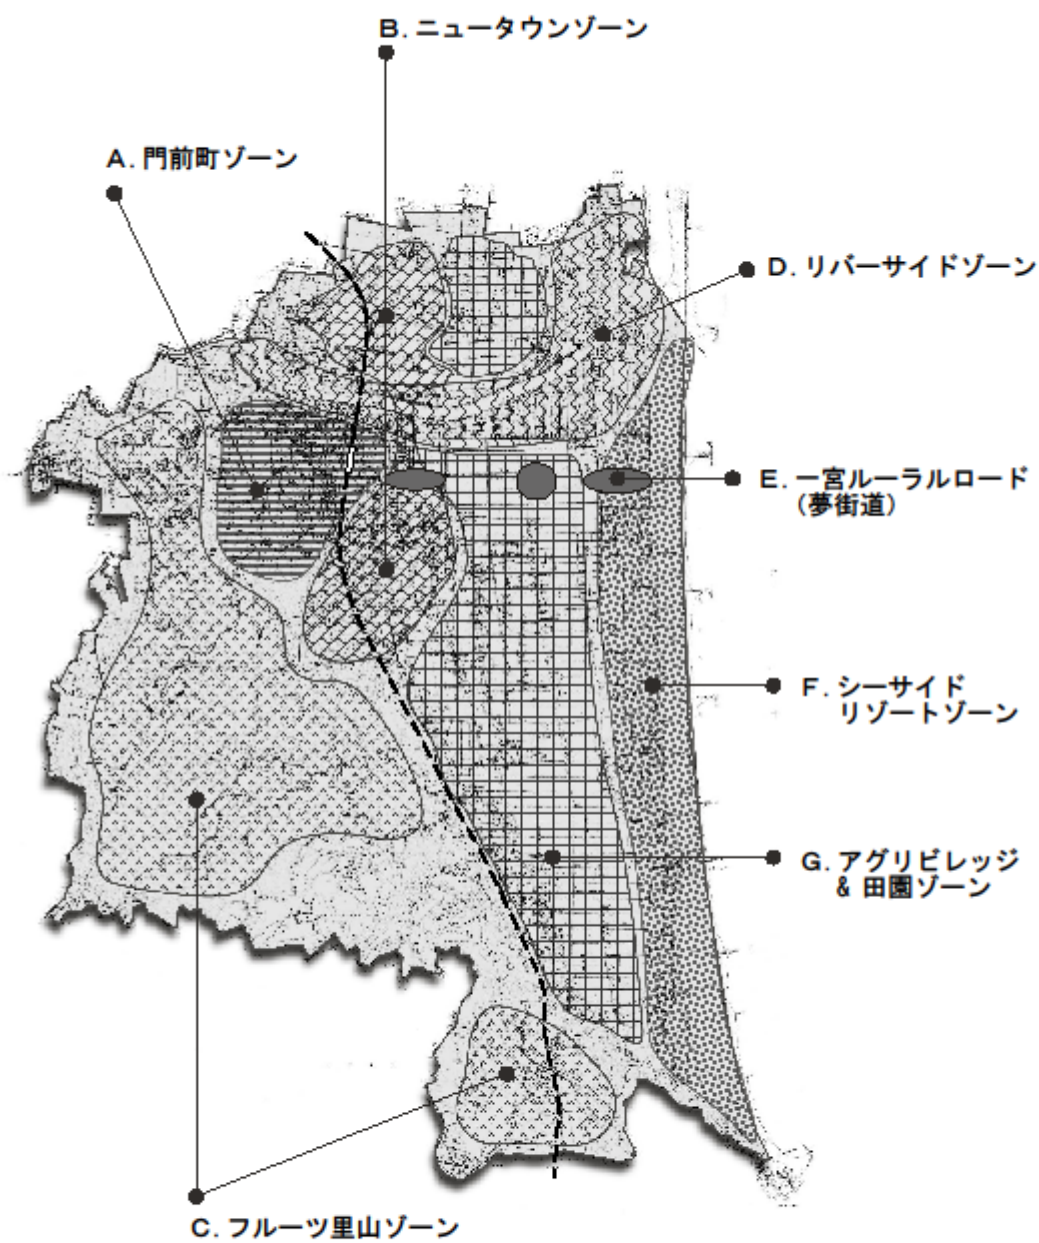 B. ニュータウンゾーン
A. 門前町ゾーン
D. リバーサイドゾーン
E. 一宮ルーラルロード
(夢街道)
F. シーサイド
リゾートゾーン
G. アグリビレッジ
& 田園ゾーン
C. フルーツ里山ゾーン